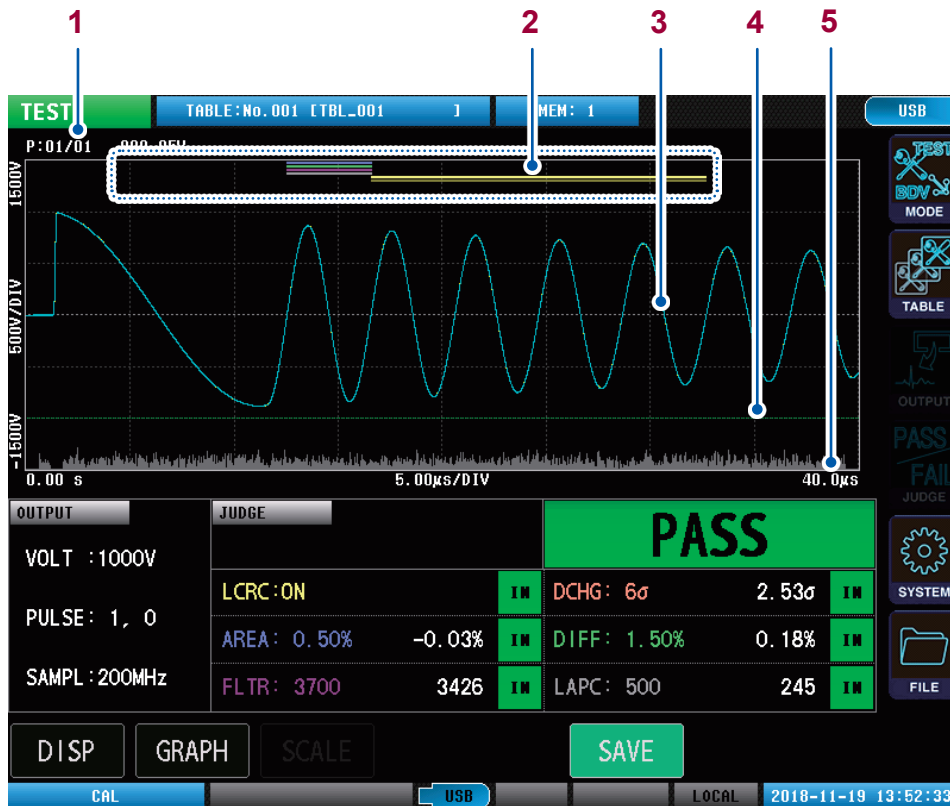 1 2 3 4 5
TEST TABLE:No.001 [TBL_001 ] MEM: 1 USB
P:01/01
1500V
500V/DIV
-1500V
0.00 s 5.00µs/DIV 40.0µs
TEST
BDV
MODE
TABLE
OUTPUT
PASS
FAIL
JUDGE
SYSTEM
FILE
OUTPUT
VOLT :1000V
PULSE: 1, 0
SAMPL:200MHz
JUDGE
PASS
LCRC:ON IN DCHG: 6σ 2.53σ IN
AREA: 0.50% -0.03% IN DIFF: 1.50% 0.18% IN
FLTR: 3700 3426 IN LAPC: 500 245 IN
DISP GRAPH SCALE SAVE
CAL USB LOCAL 2018-11-19 13:52:33